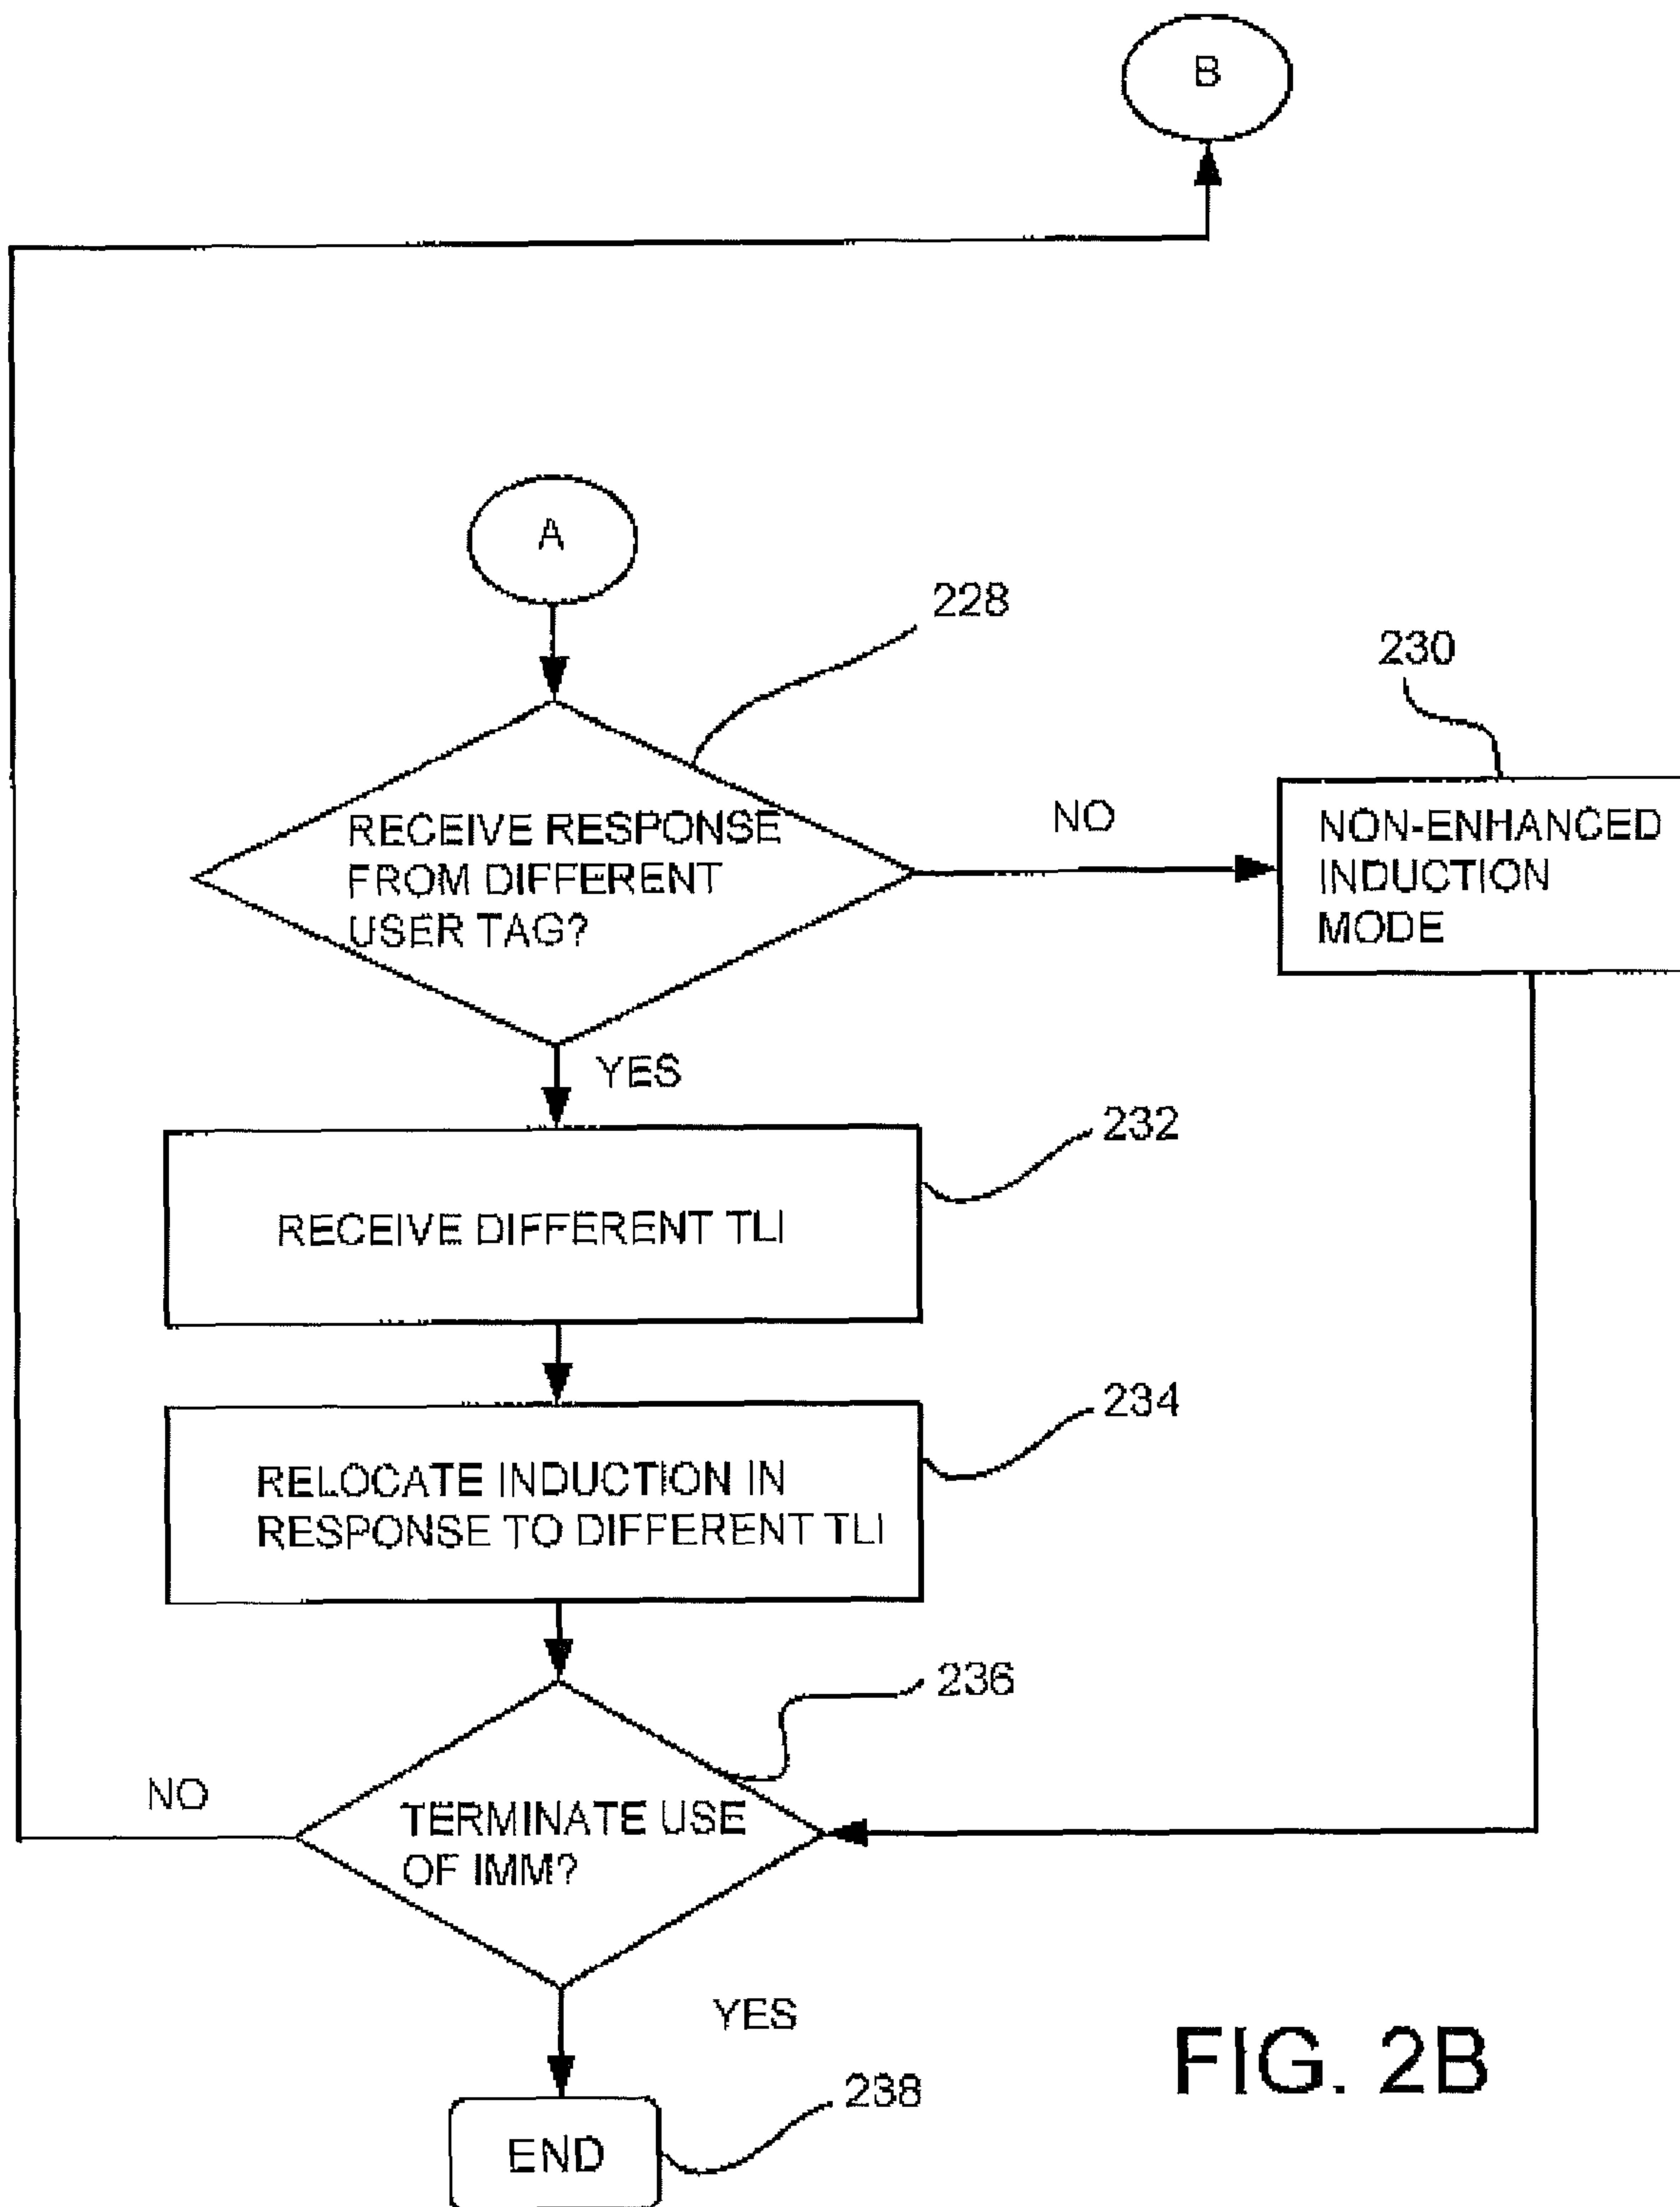 B
A
228
230
RECEIVE RESPONSE
FROM DIFFERENT
USER TAG?
NO
NON-ENHANCED
INDUCTION
MODE
YES
232
RECEIVE DIFFERENT TLI
234
RELOCATE INDUCTION IN
RESPONSE TO DIFFERENT TLI
236
NO
TERMINATE USE
OF IMM?
YES
FIG. 2B
238
END